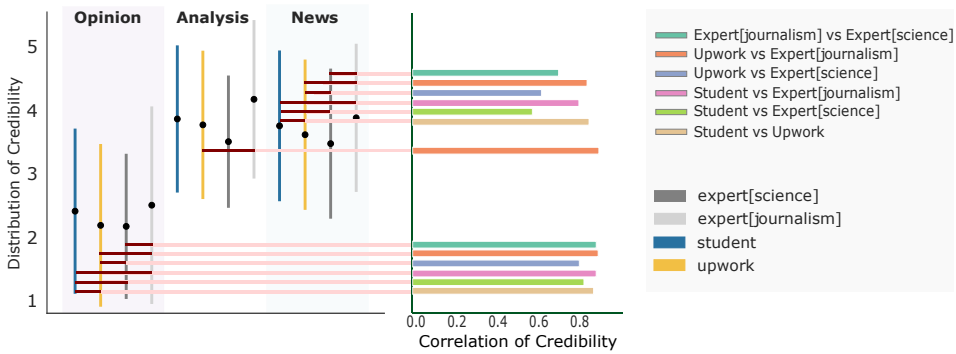 Opinion
Analysis
News
Distribution of Credibility
5
4
3
2
1
0.0
0.2
0.4
0.6
0.8
Correlation of Credibility
Expert[journalism] vs Expert[science]
Upwork vs Expert[journalism]
Upwork vs Expert[science]
Student vs Expert[journalism]
Student vs Expert[science]
Student vs Upwork
expert[science]
expert[journalism]
student
upwork